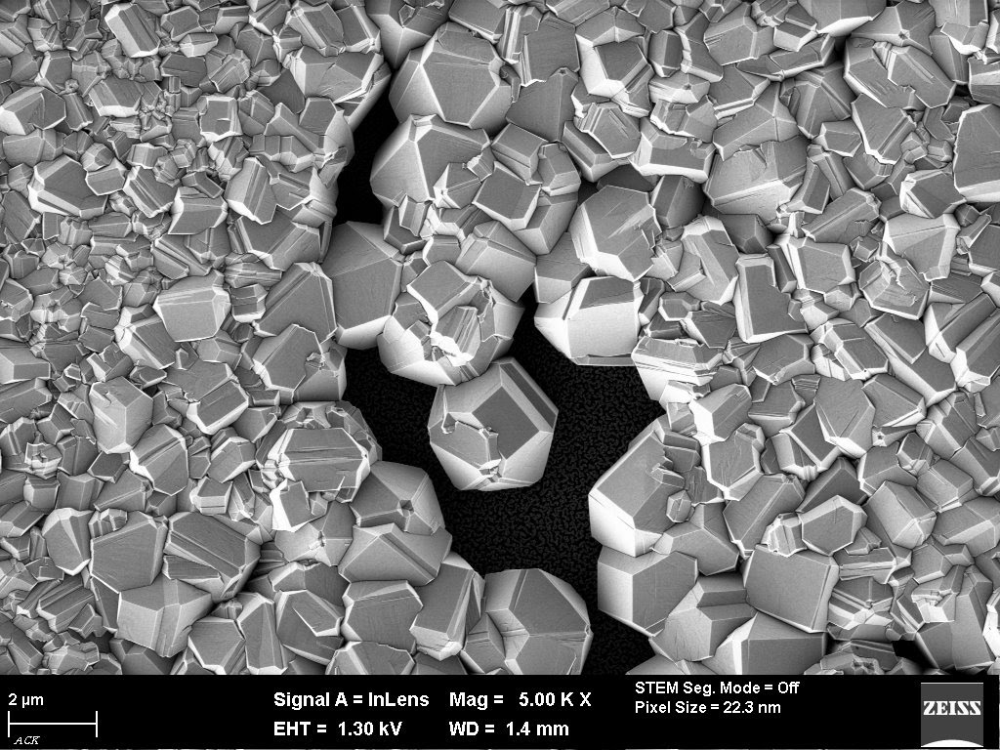 2 µm
ACK
Signal A = InLens Mag = 5.00 K X
EHT = 1.30 kV WD = 1.4 mm
STEM Seg. Mode = Off
Pixel Size = 22.3 nm
ZEISS